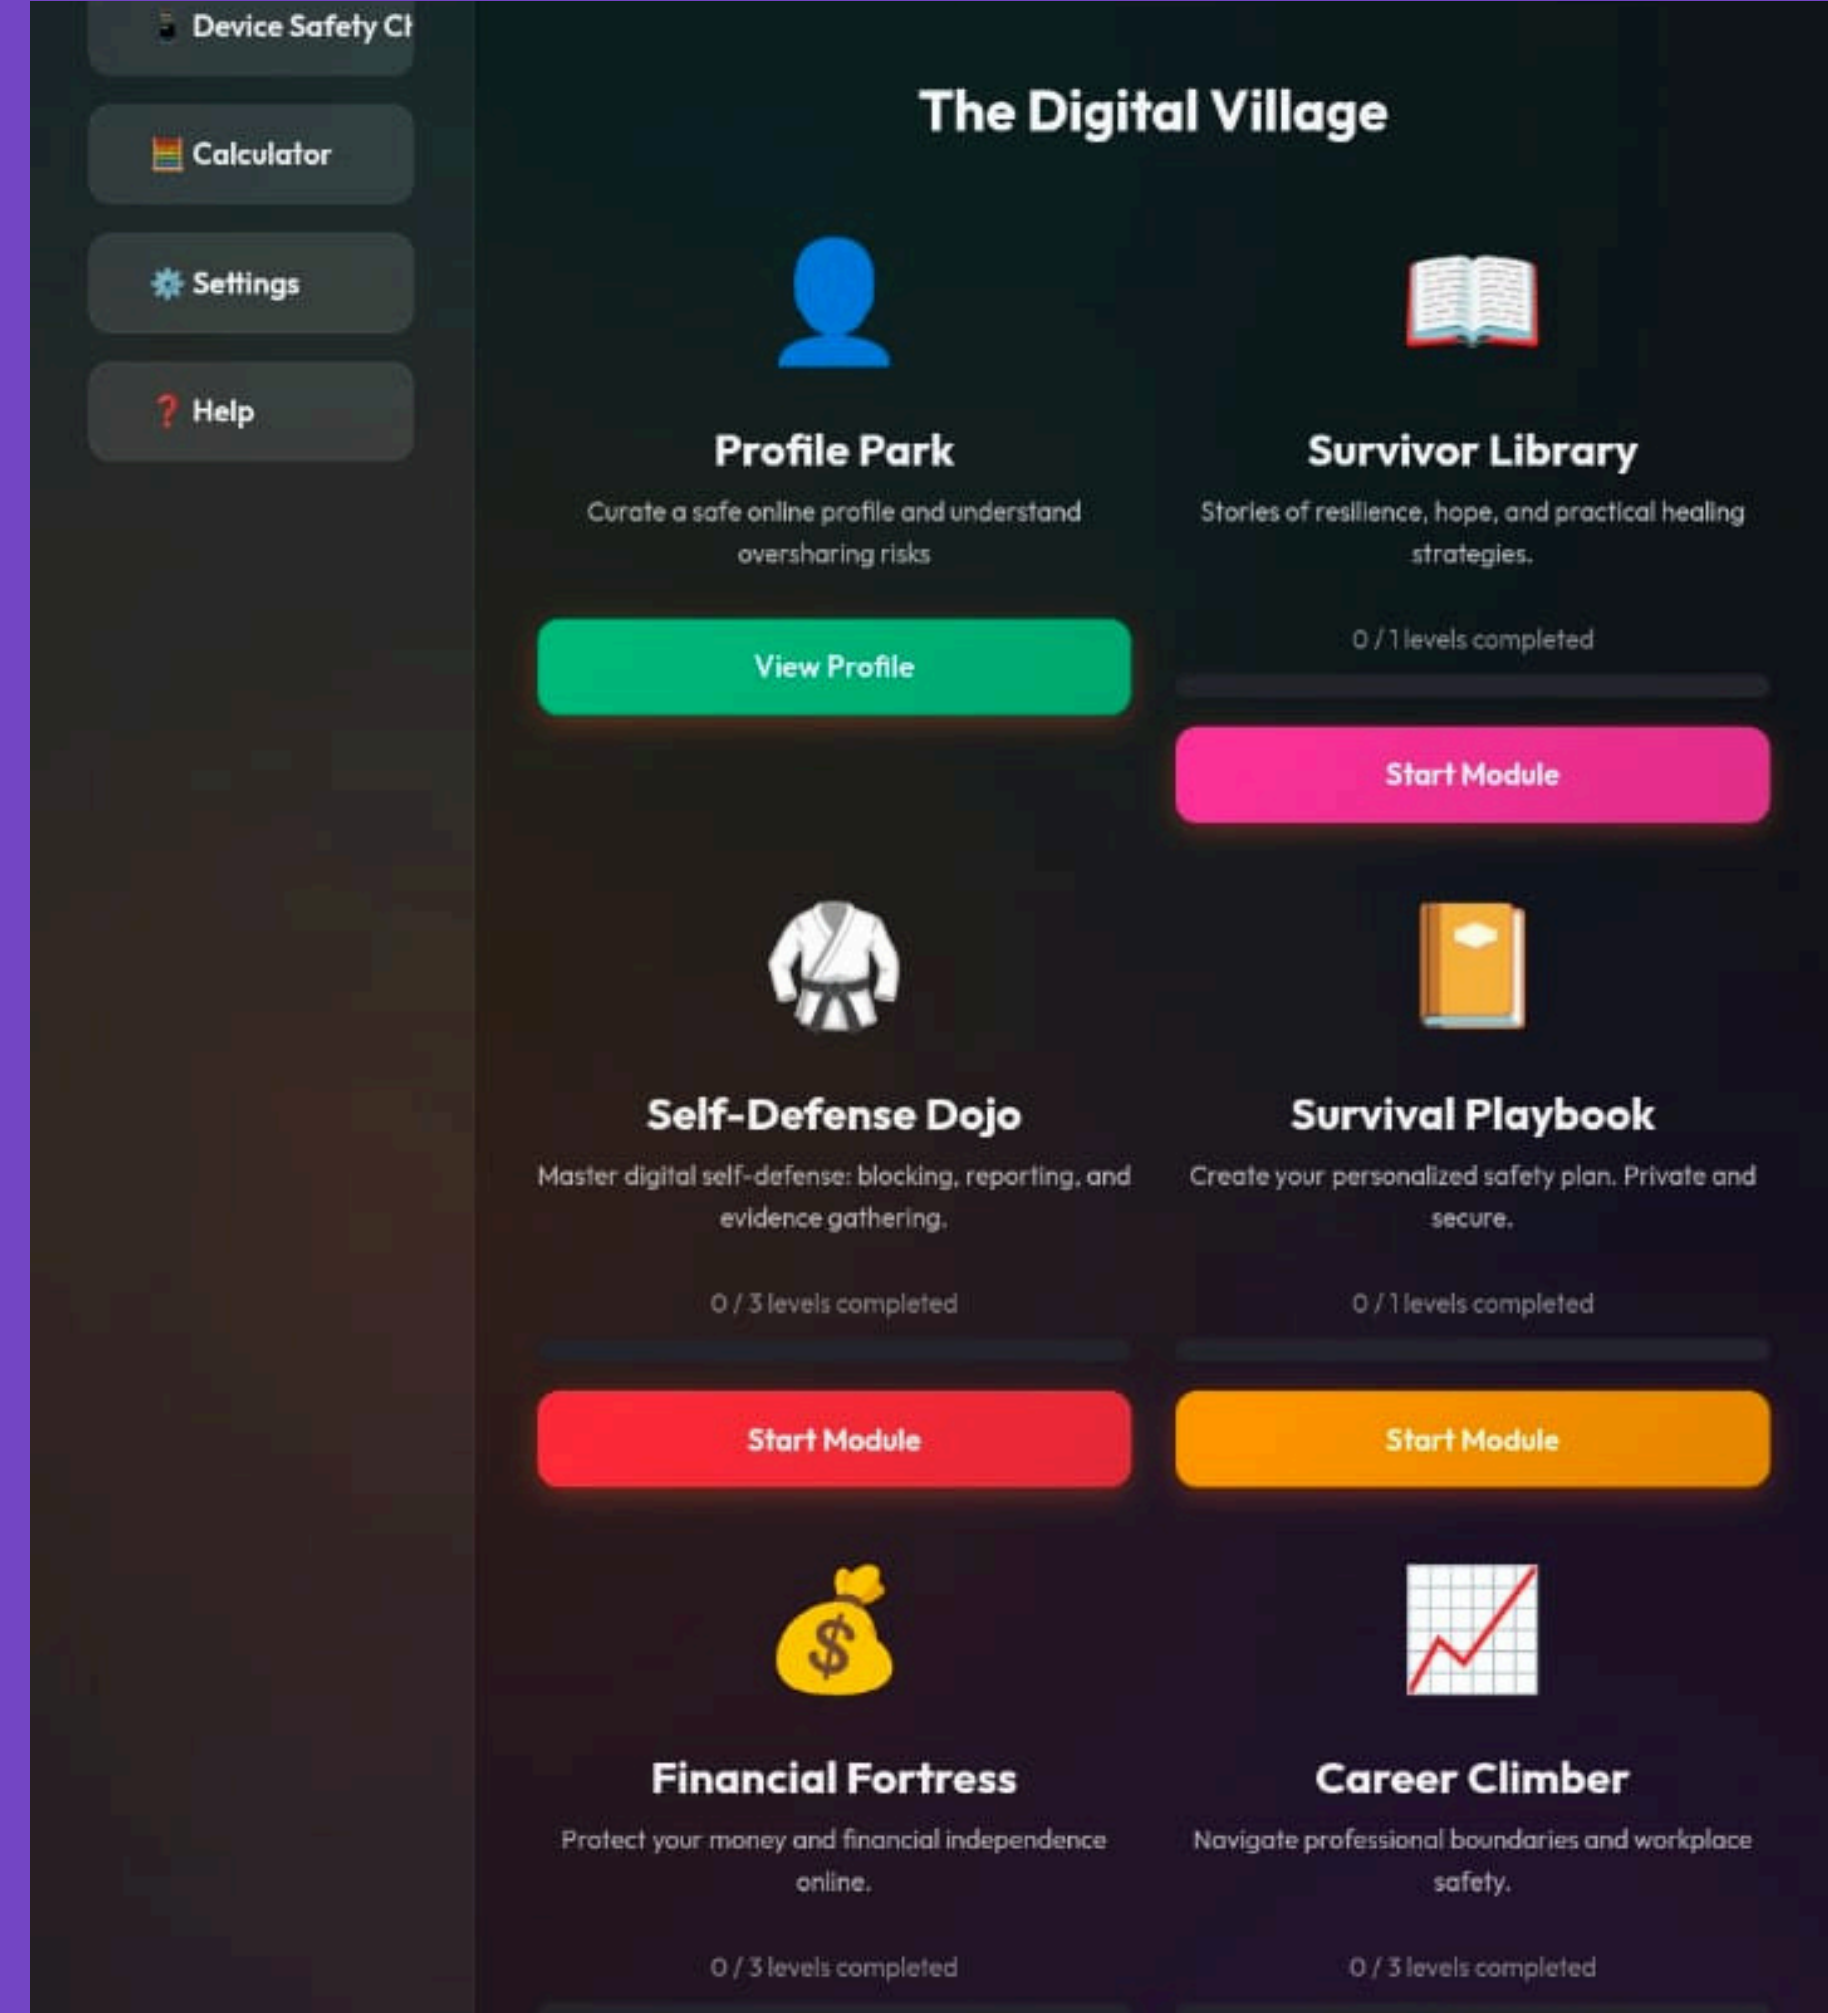 Device Safety Ch
Calculator
Settings
Help
The Digital Village
Profile Park
Curate a safe online profile and understand
oversharing risks
View Profile
Survivor Library
Stories of resilience, hope, and practical healing
strategies.
0 / 1 levels completed
Start Module
Self-Defense Dojo
Master digital self-defense: blocking, reporting, and
evidence gathering.
0 / 3 levels completed
Start Module
Survival Playbook
Create your personalized safety plan. Private and
secure.
0 / 1 levels completed
Start Module
Financial Fortress
Protect your money and financial independence
online.
0 / 3 levels completed
Career Climber
Navigate professional boundaries and workplace
safety.
0 / 3 levels completed